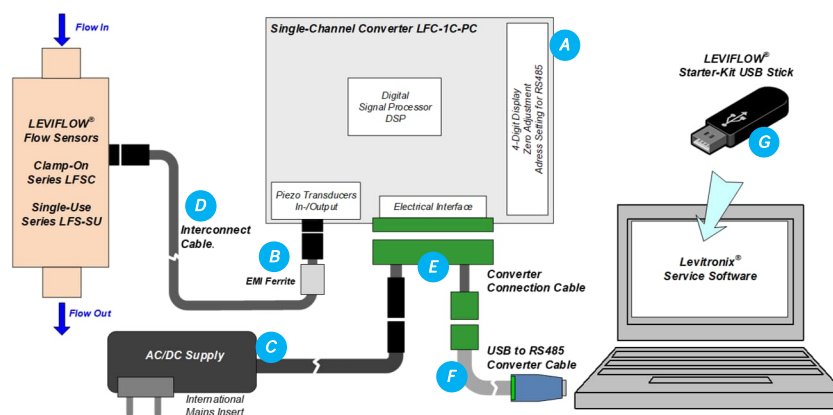 Flow In
LEVIFLOW®
Flow Sensors
Clamp-On
Series LFSC
Single-Use
Series LFS-SU
Flow Out
D
Interconnect
Cable.
B
EMI Ferrite
Single-Channel Converter LFC-1C-PC
A
Digital
Signal Processor
DSP
4-Digit Display
Zero Adjustment
Adress Setting for RS485
Piezo Transducers
In-/Output
Electrical Interface
E
Converter
Connection Cable
C
AC/DC Supply
International
Mains Insert
F
USB to RS485
Converter Cable
LEVIFLOW®
Starter-Kit USB Stick
G
Levitronix®
Service Software